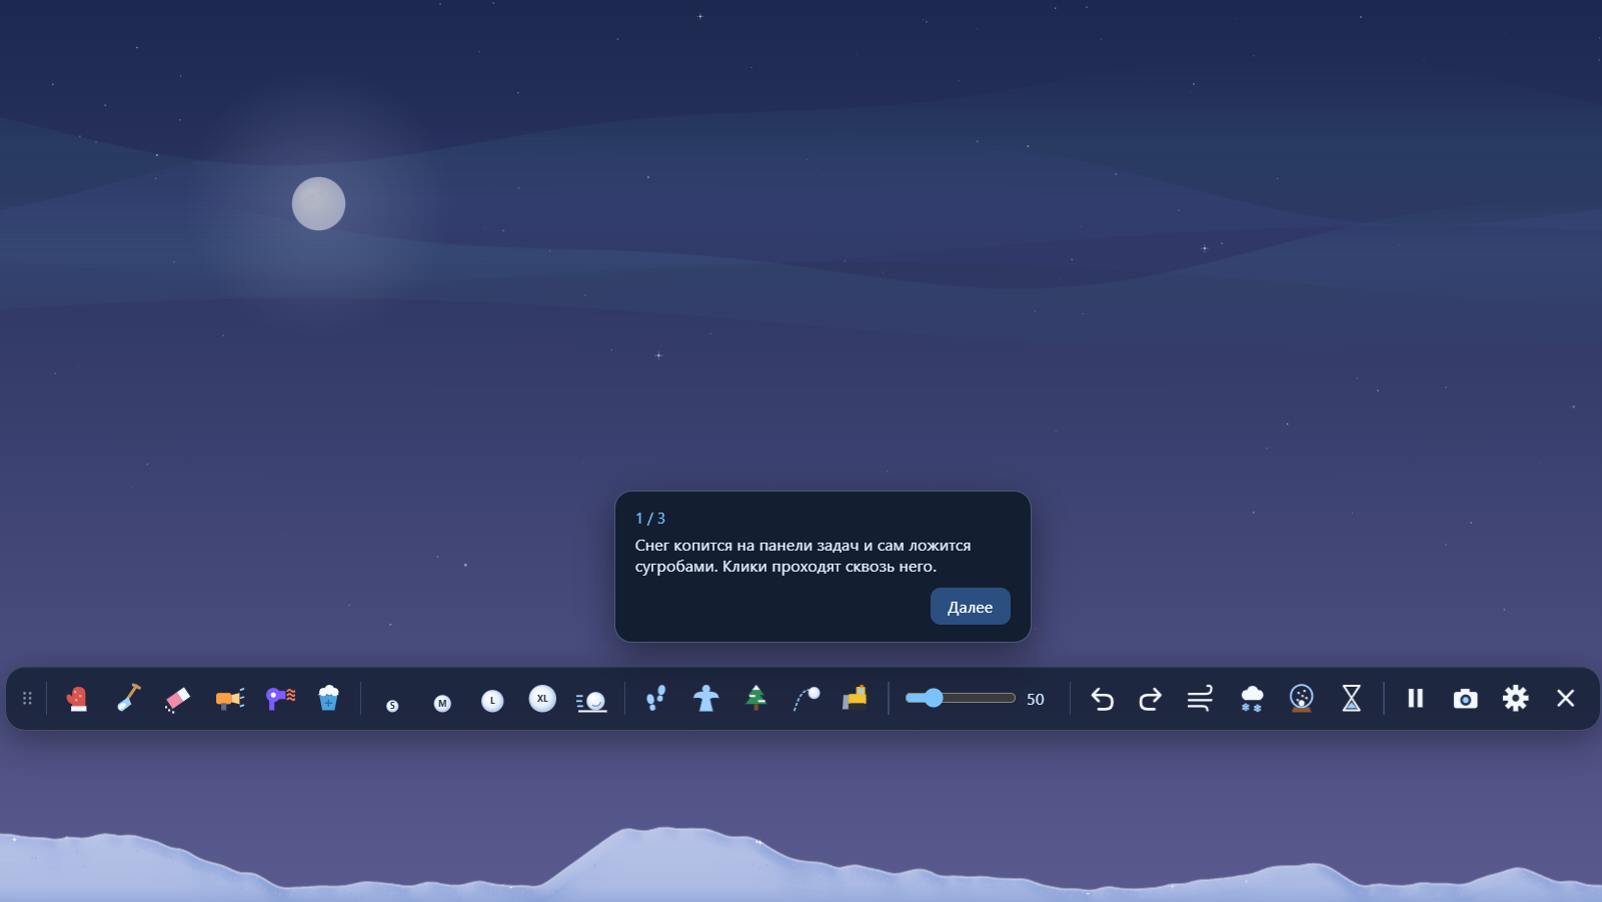 1 / 3
Снег копится на панели задач и сам ложится
сугробами. Клики проходят сквозь него.
Далее
S M L XL 50